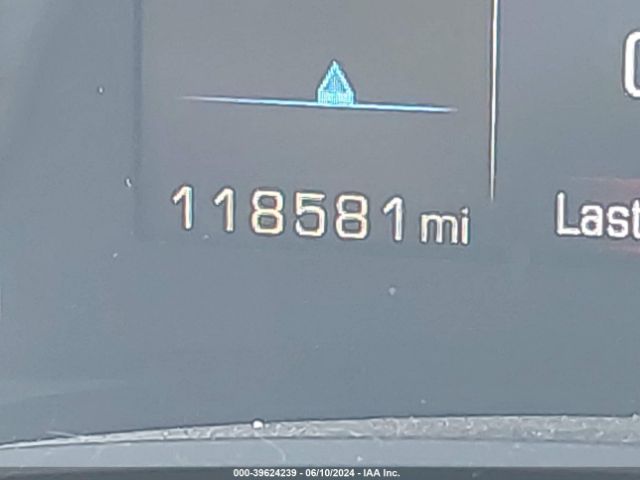 118581 mi
Last
000-39624239 - 06/10/2024 - IAA Inc.